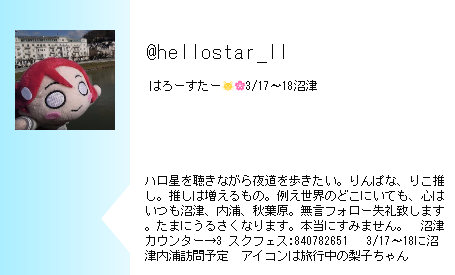 @hellostar_ll
はろーすたー🐱🌸3/17～18沼津
ハロ星を聴きながら夜道を歩きたい。りんぱな、りこ推
し。推しは増えるもの。例え世界のどこにいても、心は
いつも沼津、内浦、秋葉原。無言フォロー失礼致します
。たまにうるさくなります。本当にすみません。　沼津
カウンター→3 スクフェス:840782651　 3/17～18に沼
津内浦訪問予定　アイコンは旅行中の梨子ちゃん